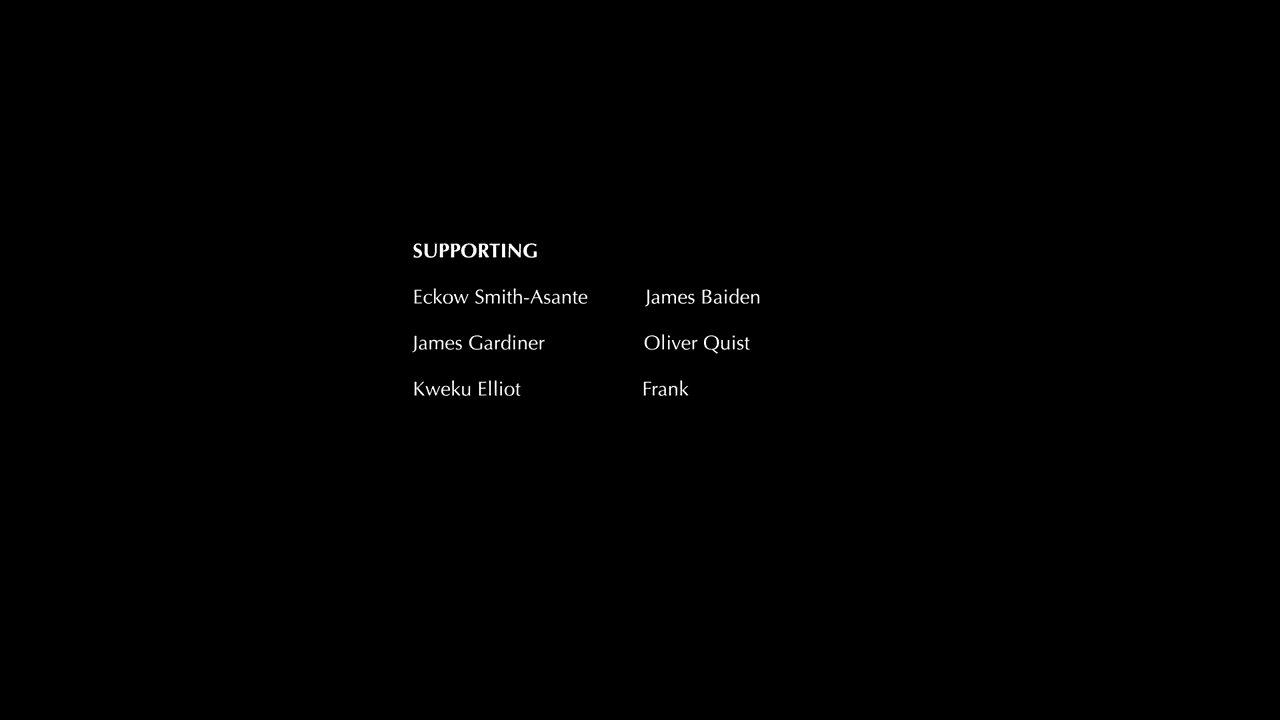 SUPPORTING
Eckow Smith-Asante James Baiden
James Gardiner Oliver Quist
Kweku Elliot Frank